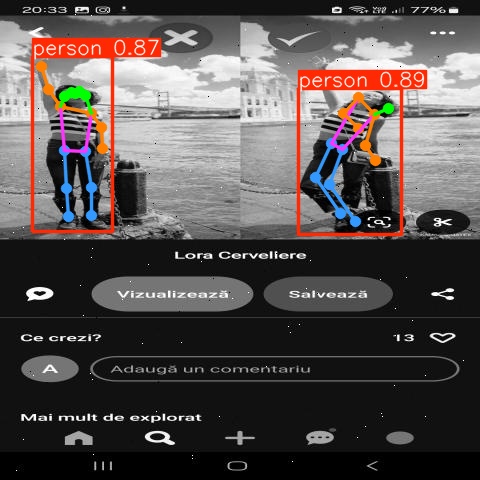 20:33
77%
person 0.87
person 0.89
Lora Cerveliere
Vizualizează
Salvează
Ce crezi?
13
A
Adaugă un comentariu
Mai mult de explorat